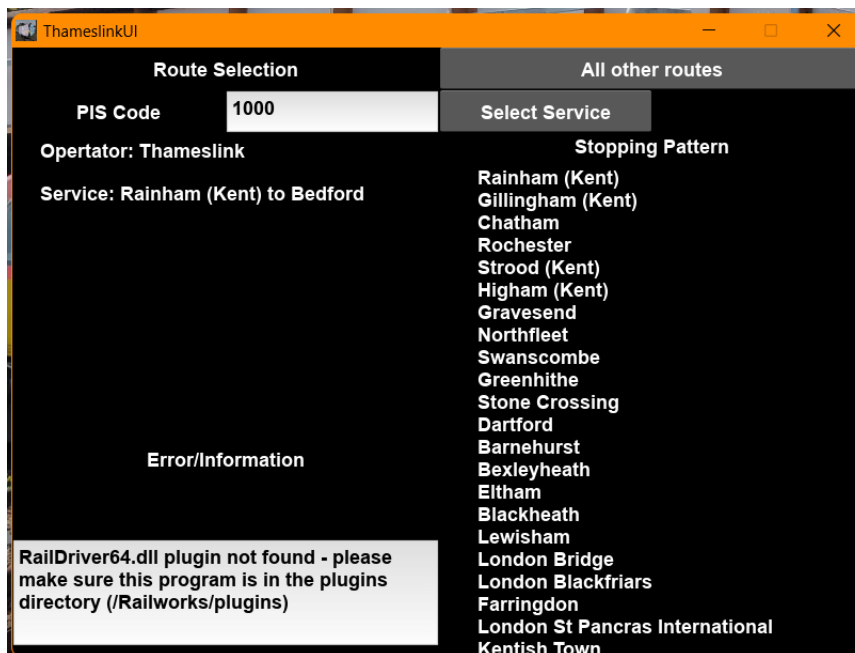 ThameslinkUI
Route Selection
All other routes
PIS Code
1000
Select Service
Opertator: Thameslink
Service: Rainham (Kent) to Bedford
Error/Information
RailDriver64.dll plugin not found - please
make sure this program is in the plugins
directory (/Railworks/plugins)
Stopping Pattern
Rainham (Kent)
Gillingham (Kent)
Chatham
Rochester
Strood (Kent)
Higham (Kent)
Gravesend
Northfleet
Swanscombe
Greenhithe
Stone Crossing
Dartford
Barnehurst
Bexleyheath
Eltham
Blackheath
Lewisham
London Bridge
London Blackfriars
Farringdon
London St Pancras International
Kentish Town